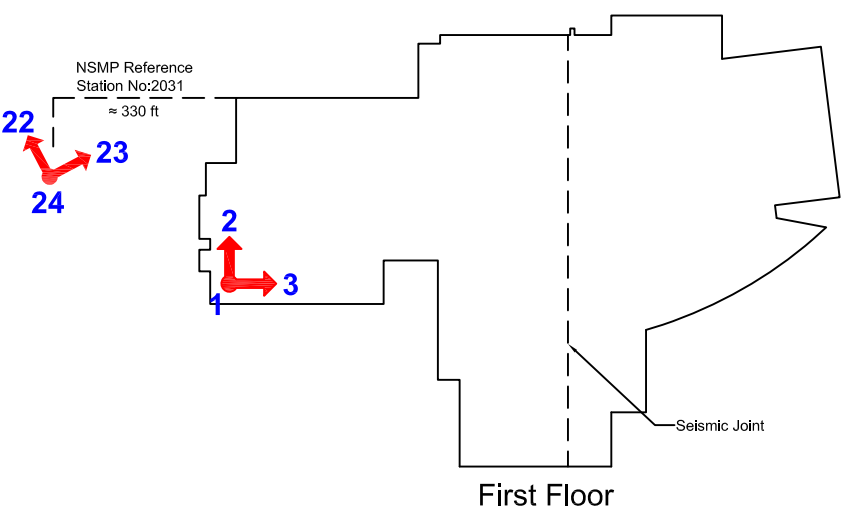 NSMP Reference
Station No:2031
≈ 330 ft
22
23
24
2
3
1
Seismic Joint
First Floor